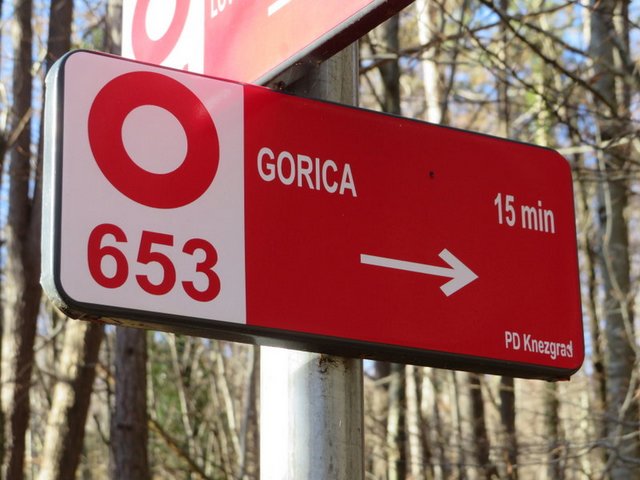 653
GORICA
15 min
PD Knezgrad